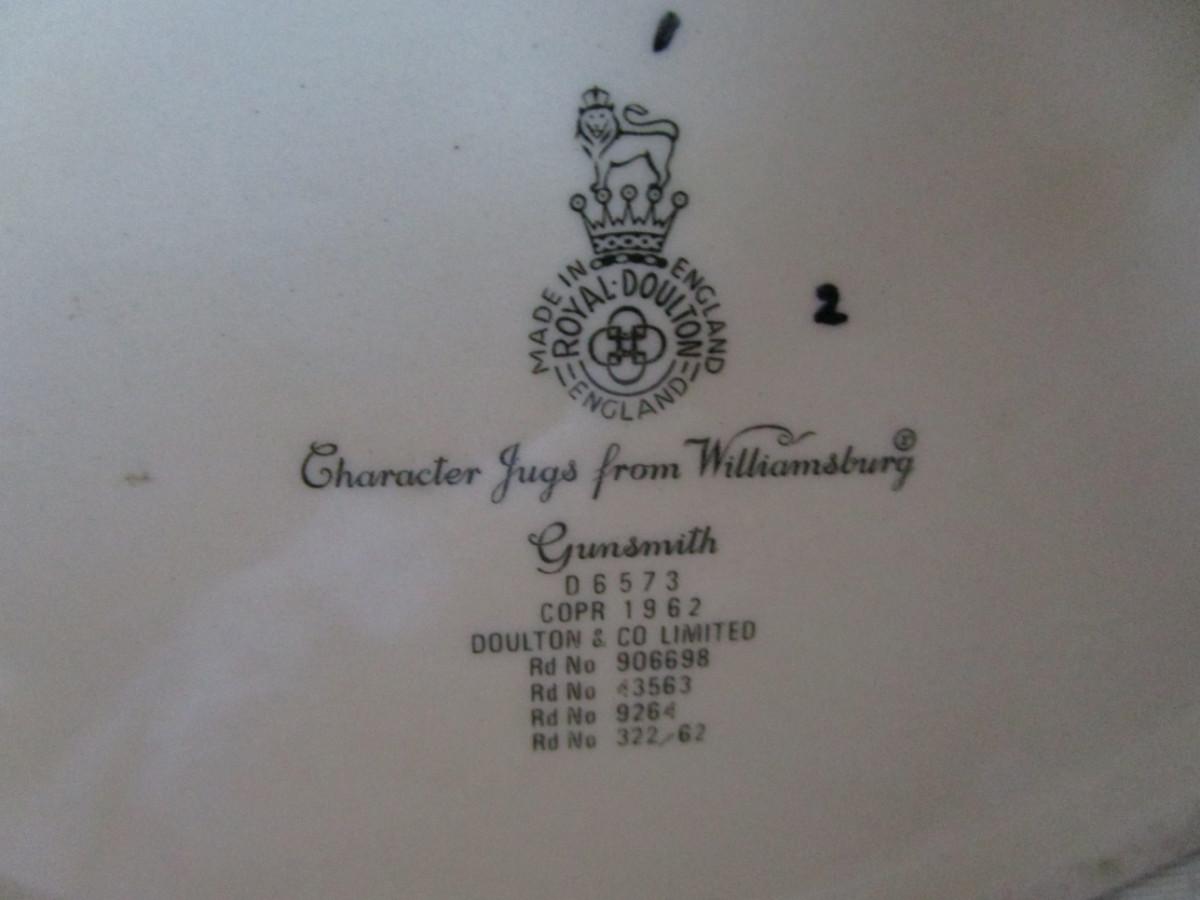 MADE IN ENGLAND
ROYAL·DOULTON
ENGLAND
2
Character Jugs from Williamsburg®
Gunsmith
D 6573
COPR 1962
DOULTON & CO LIMITED
Rd No 906698
Rd No 43563
Rd No 9264
Rd No 322/62